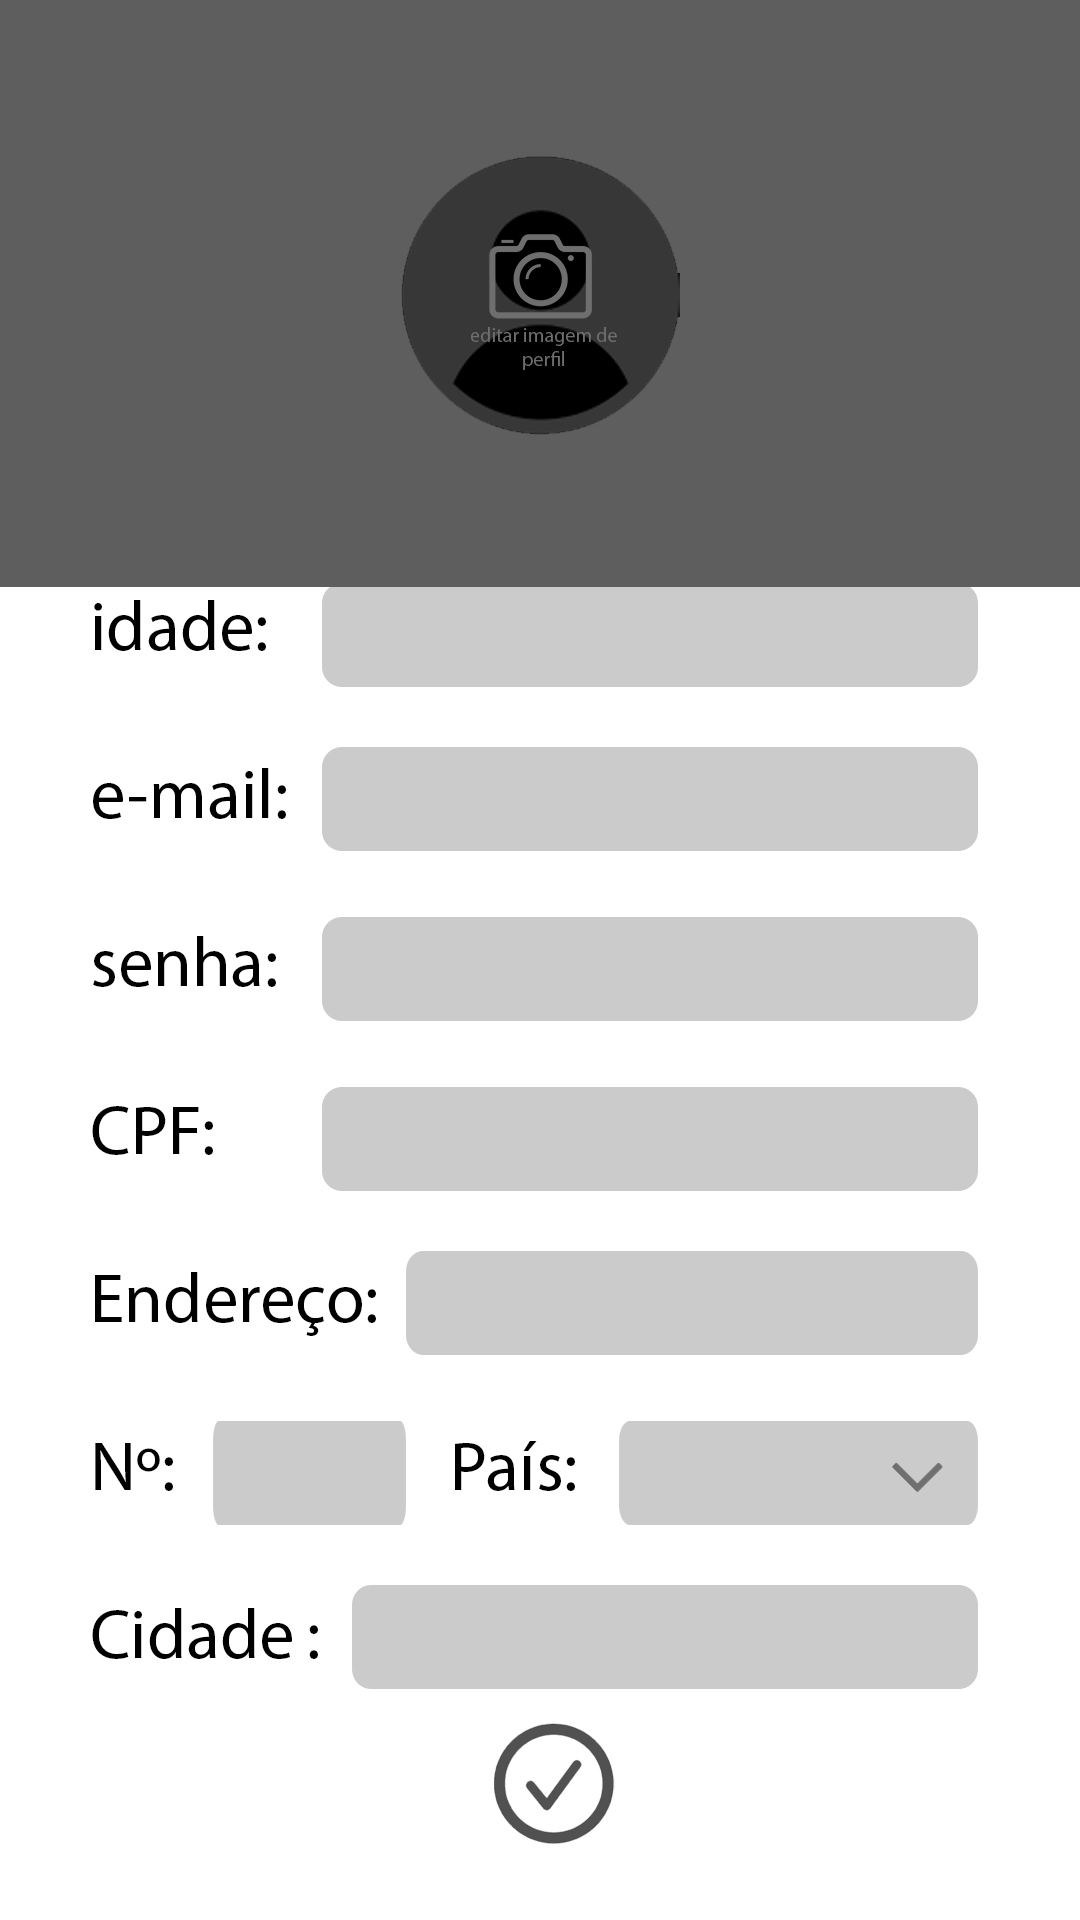 editar imagem de
perfil
idade:
e-mail:
senha:
CPF:
Endereço:
Nº: País:
Cidade :